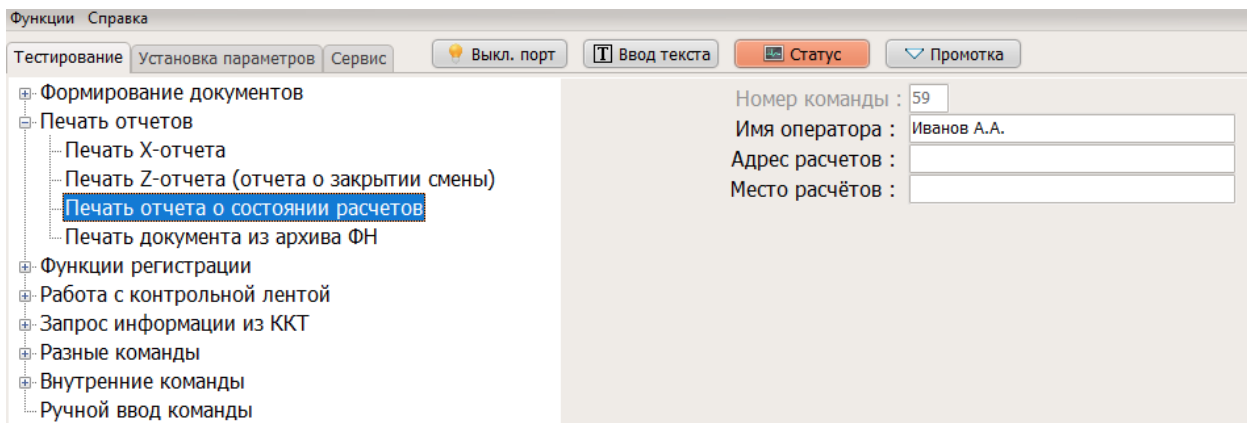 Функции Справка
Тестирование Установка параметров Сервис Выкл. порт T Ввод текста Статус Промотка
Формирование документов
Печать отчетов
Печать X-отчета
Печать Z-отчета (отчета о закрытии смены)
Печать отчета о состоянии расчетов
Печать документа из архива ФН
Функции регистрации
Работа с контрольной лентой
Запрос информации из ККТ
Разные команды
Внутренние команды
Ручной ввод команды
Номер команды : 59
Имя оператора : Иванов А.А.
Адрес расчетов :
Место расчётов :